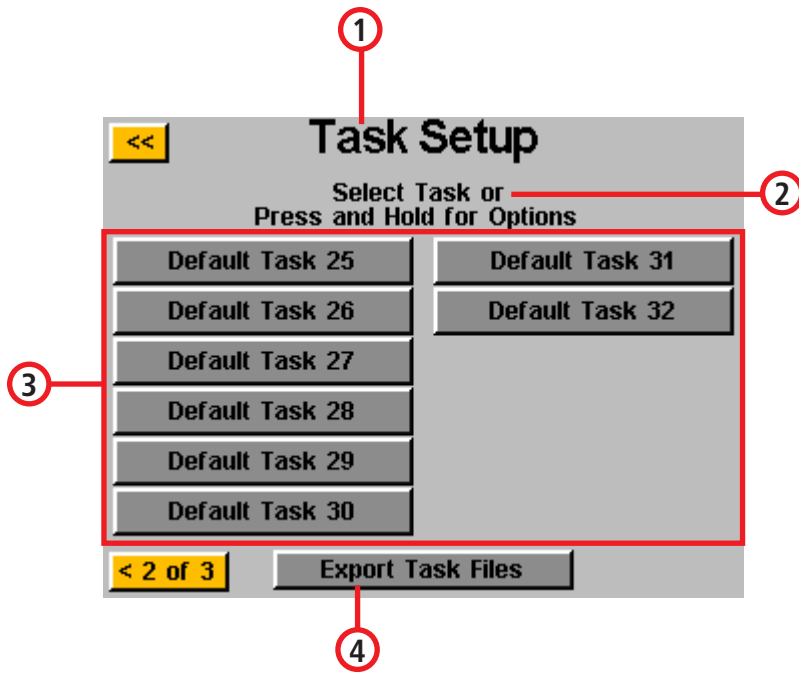 1
<<
Task Setup
Select Task or
Press and Hold for Options
2
Default Task 25
Default Task 31
Default Task 26
Default Task 32
Default Task 27
3
Default Task 28
Default Task 29
Default Task 30
< 2 of 3
Export Task Files
4